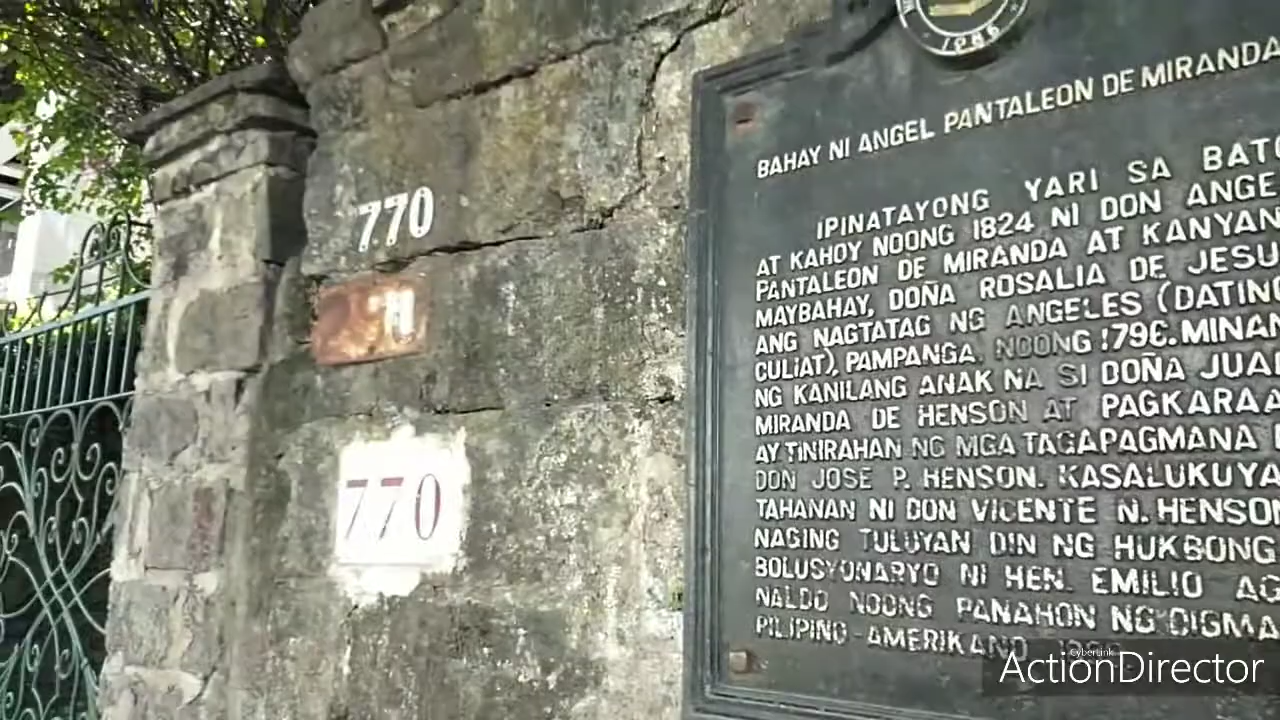 770
770
1986
BAHAY NI ANGEL PANTALEON DE MIRANDA
IPINATAYONG YARI SA BATO
AT KAHOY NOONG 1824 NI DON ANGE
PANTALEON DE MIRANDA AT KANYAN
MAYBAHAY, DOÑA ROSALIA DE JESU
ANG NAGTATAG NG ANGELES (DATING
CULIAT), PAMPANGA, NOONG 1796. MINAN
NG KANILANG ANAK NA SI DOÑA JUA
MIRANDA DE HENSON AT PAGKARAA
AY TINIRAHAN NG MGA TAGAPAGMANA
DON JOSE P. HENSON. KASALUKUYA
TAHANAN NI DON VICENTE N. HENSON
NAGING TULUYAN DIN NG HUKBONG
BOLUSYONARYO NI HEN. EMILIO AG
NALDO NOONG PANAHON NG DIGMA
PILIPINO-AMERIKANO
CyberLink
ActionDirector